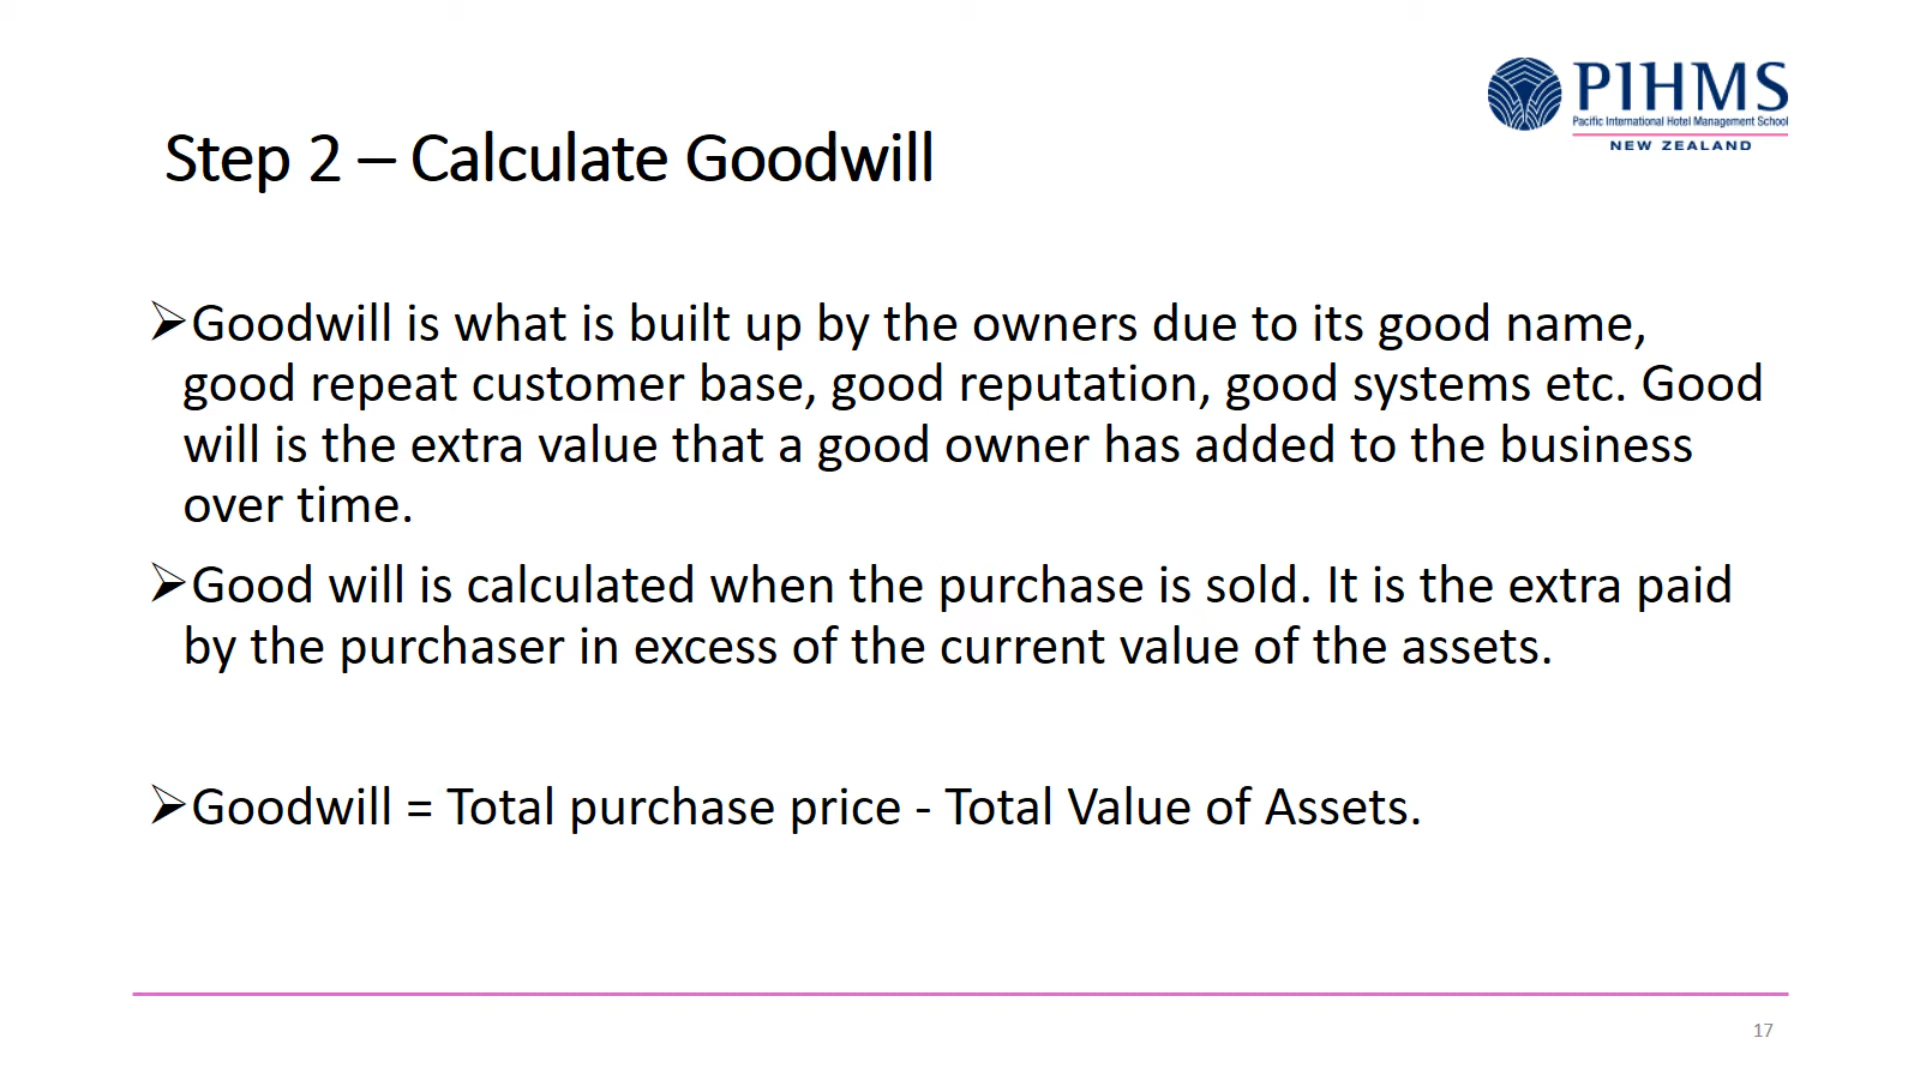 PIHMS
Pacific International Hotel Management School
NEW ZEALAND
Step 2 – Calculate Goodwill
➢Goodwill is what is built up by the owners due to its good name,
good repeat customer base, good reputation, good systems etc. Good
will is the extra value that a good owner has added to the business
over time.
➢Good will is calculated when the purchase is sold. It is the extra paid
by the purchaser in excess of the current value of the assets.
➢Goodwill = Total purchase price - Total Value of Assets.
17